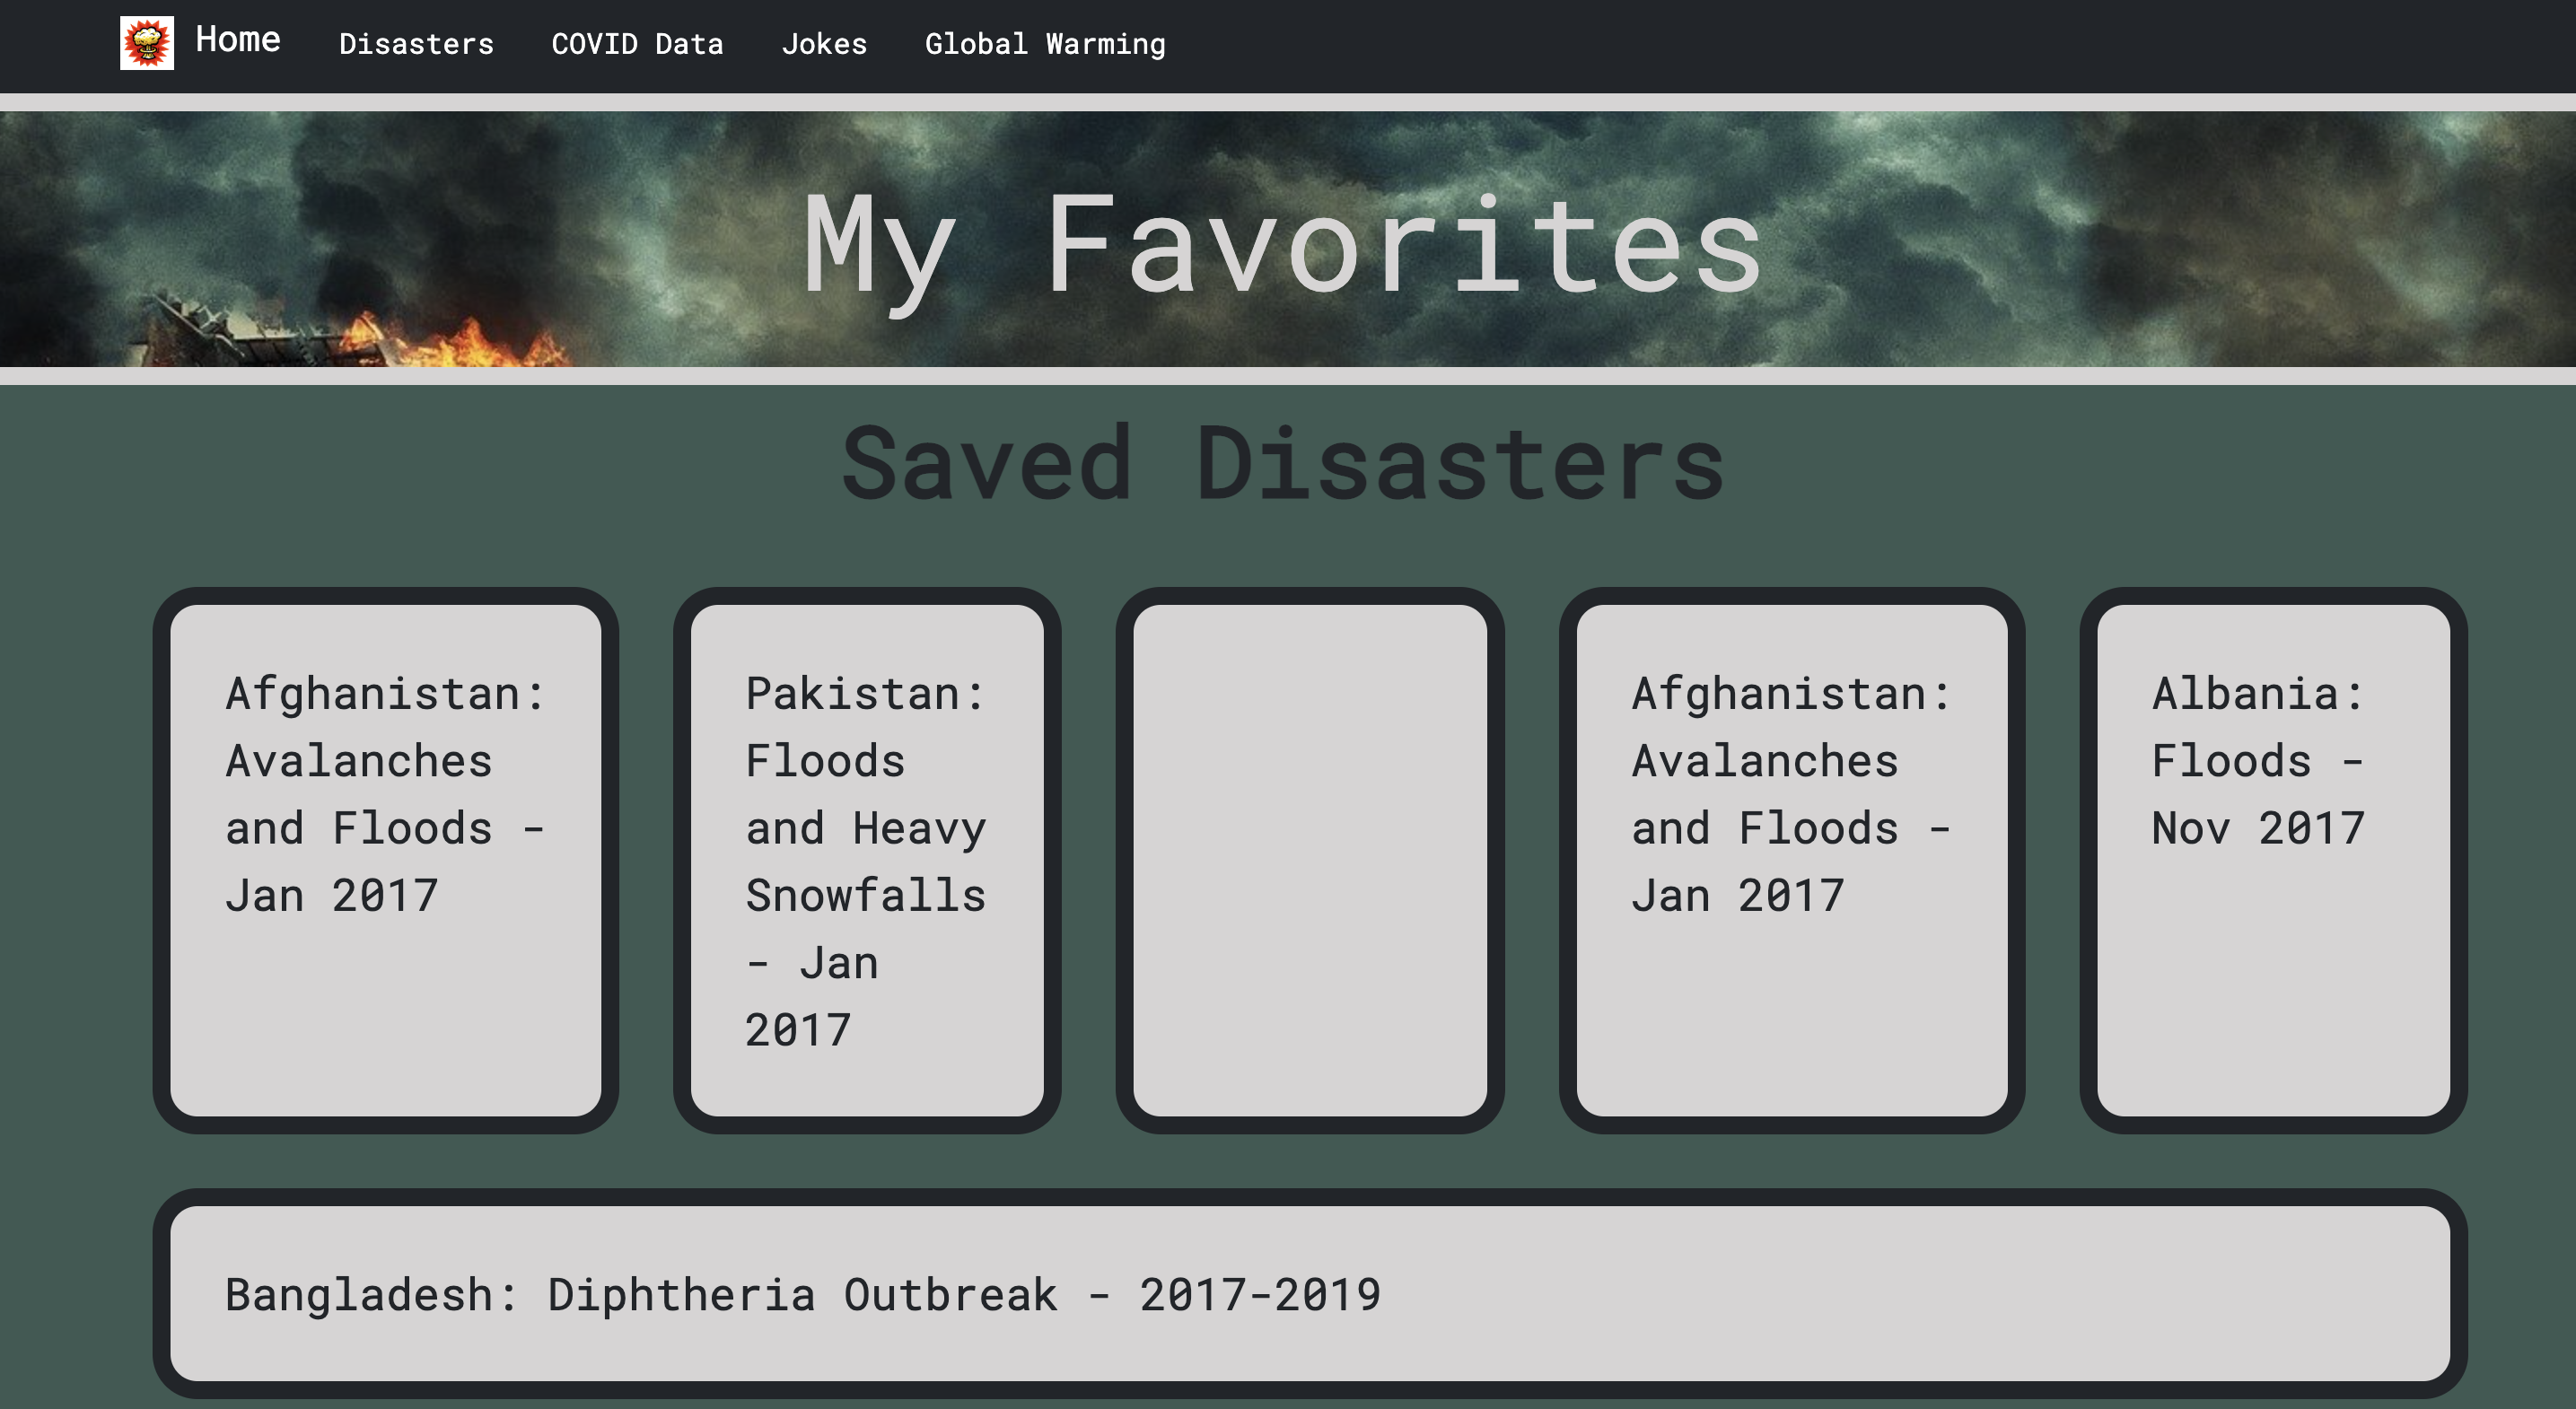 Home Disasters COVID Data Jokes Global Warming
My Favorites
Saved Disasters
Afghanistan:
Avalanches
and Floods -
Jan 2017
Pakistan:
Floods
and Heavy
Snowfalls
- Jan
2017
Afghanistan:
Avalanches
and Floods -
Jan 2017
Albania:
Floods -
Nov 2017
Bangladesh: Diphtheria Outbreak - 2017-2019